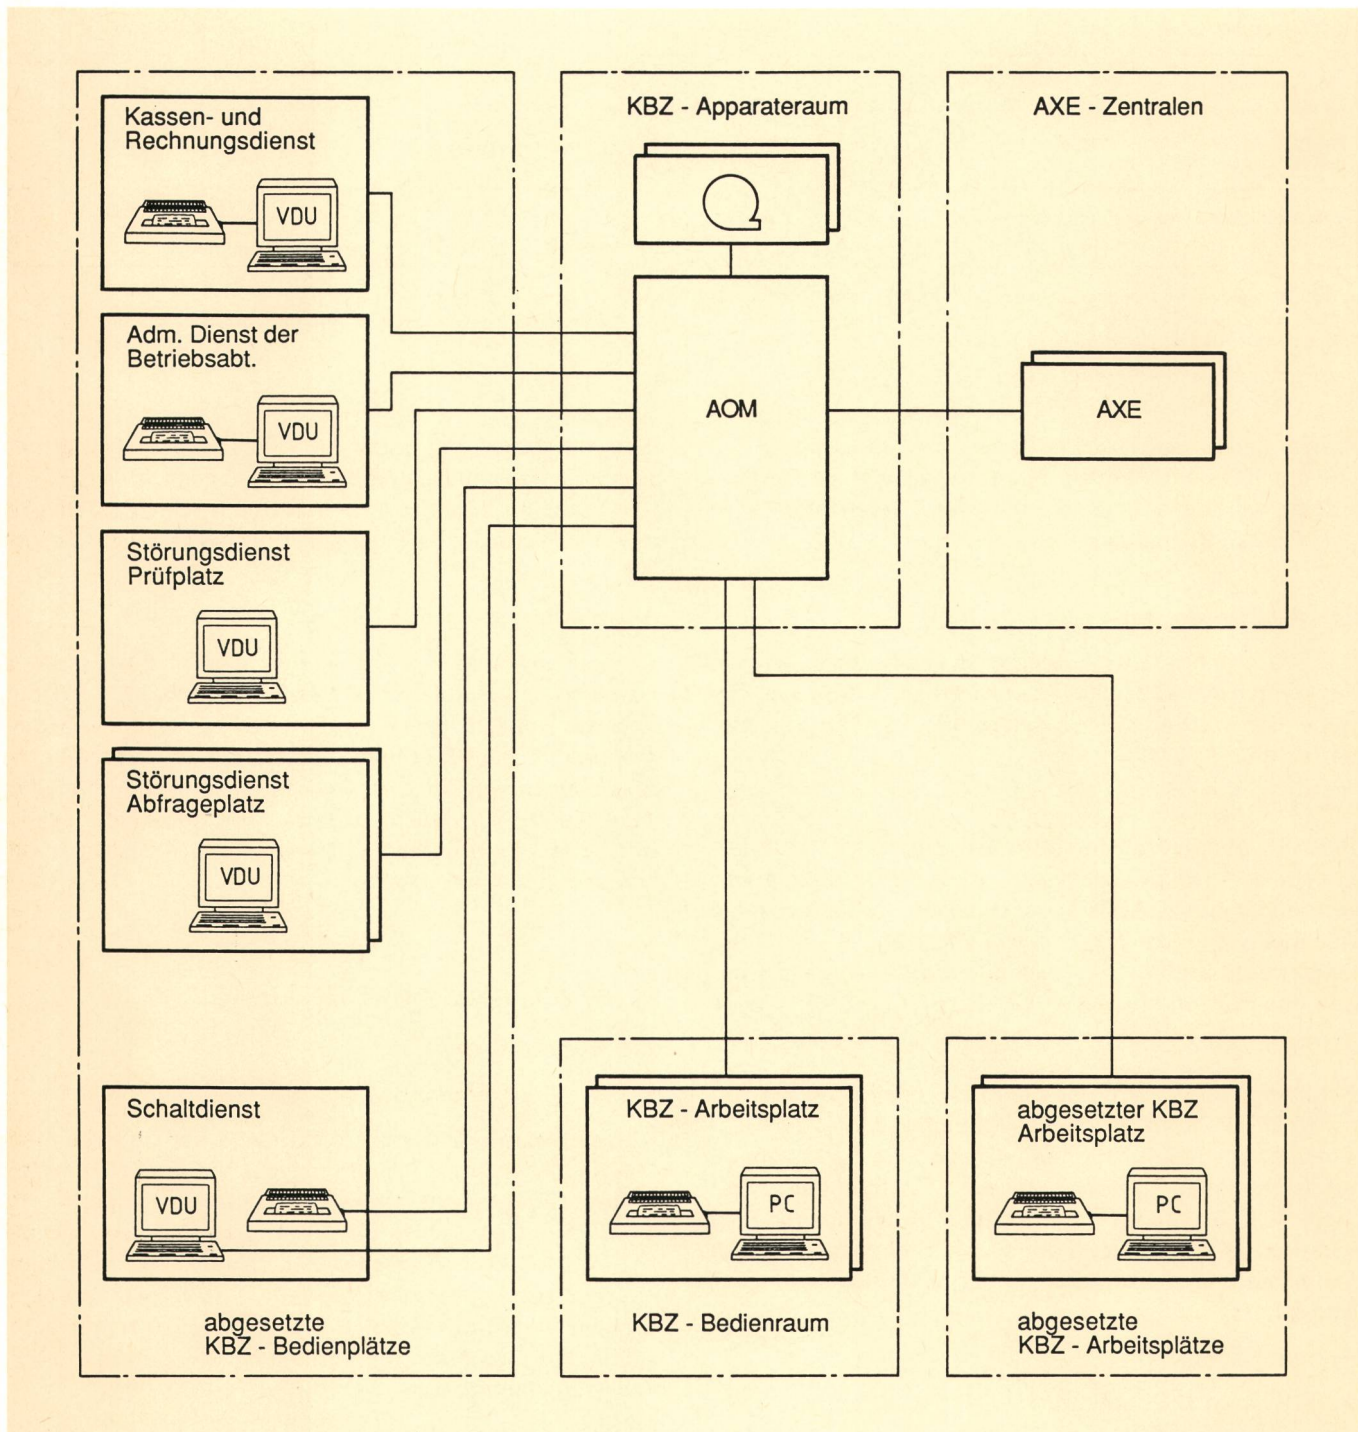 Kassen- und
Rechnungsdienst
VDU
Adm. Dienst der
Betriebsabt.
VDU
Störungsdienst
Prüfplatz
VDU
Störungsdienst
Abfrageplatz
VDU
Schaltdienst
VDU
abgesetzte
KBZ - Bedienplätze
KBZ - Apparateraum
AOM
AXE - Zentralen
AXE
KBZ - Arbeitsplatz
PC
KBZ - Bedienraum
abgesetzter KBZ
Arbeitsplatz
PC
abgesetzte
KBZ - Arbeitsplätze